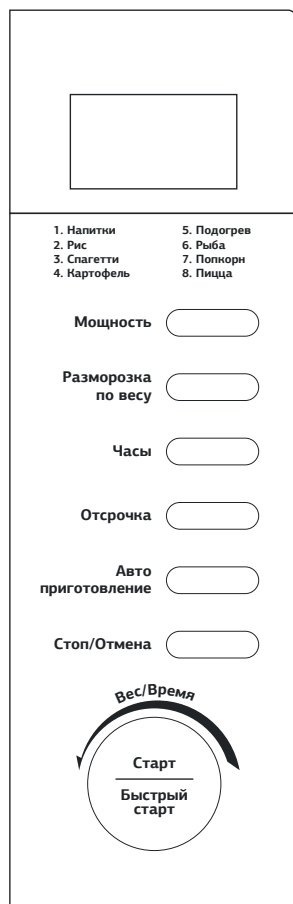 1. Напитки
2. Рис
3. Спагетти
4. Картофель
5. Подогрев
6. Рыба
7. Попкорн
8. Пицца
Мощность
Разморозка
по весу
Часы
Отсрочка
Авто
приготовление
Стоп/Отмена
Вес/Время
Старт
Быстрый
старт